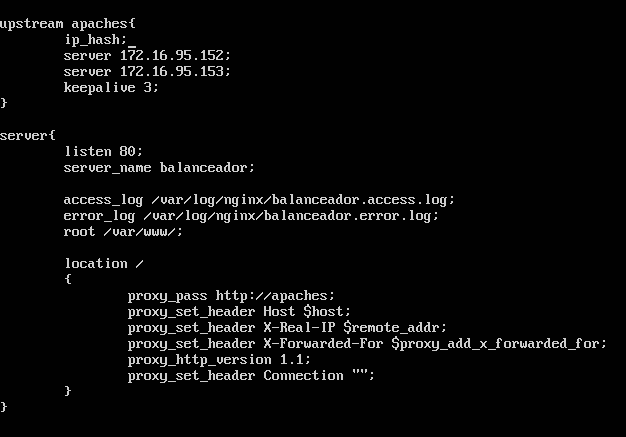 upstream apaches{
        ip_hash;
        server 172.16.95.152;
        server 172.16.95.153;
        keepalive 3;
}

server{
        listen 80;
        server_name balanceador;

        access_log /var/log/nginx/balanceador.access.log;
        error_log /var/log/nginx/balanceador.error.log;
        root /var/www/;

        location /
        {
                proxy_pass http://apaches;
                proxy_set_header Host $host;
                proxy_set_header X-Real-IP $remote_addr;
                proxy_set_header X-Forwarded-For $proxy_add_x_forwarded_for;
                proxy_http_version 1.1;
                proxy_set_header Connection "";
        }
}